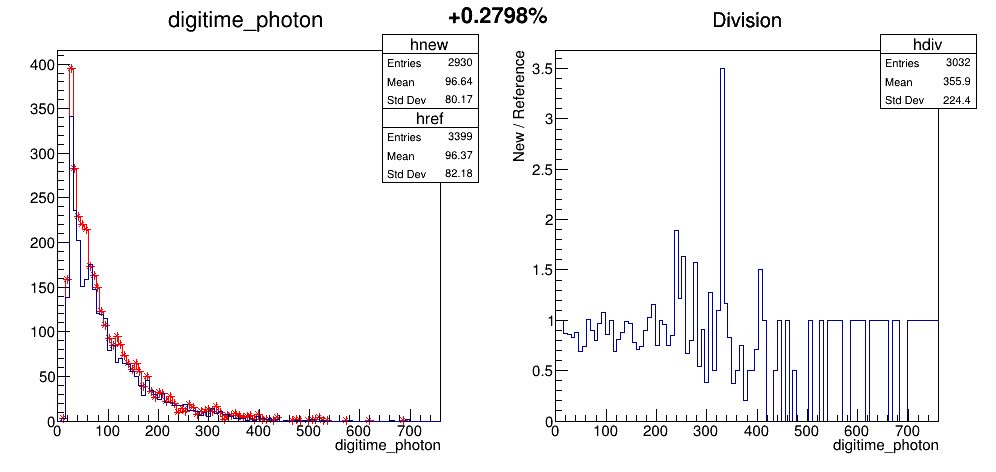 +0.2798%
digitime_photon
hnew
Entries 2930
Mean 96.64
Std Dev 80.17
href
Entries 3399
Mean 96.37
Std Dev 82.18
400
350
300
250
200
150
100
50
0
0 100 200 300 400 500 600 700
digitime_photon
Division
hdiv
Entries 3032
Mean 355.9
Std Dev 224.4
New / Reference
3.5
3
2.5
2
1.5
1
0.5
0
0 100 200 300 400 500 600 700
digitime_photon